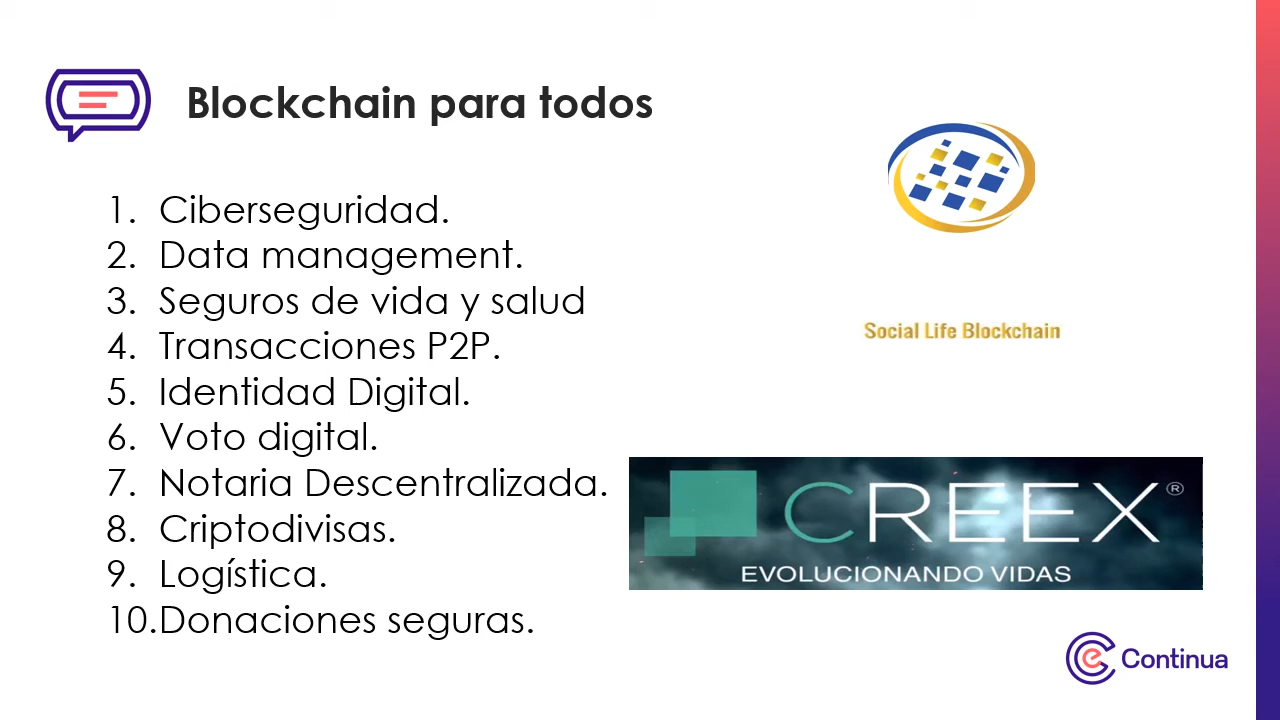 Blockchain para todos
1. Ciberseguridad.
2. Data management.
3. Seguros de vida y salud
4. Transacciones P2P.
5. Identidad Digital.
6. Voto digital.
7. Notaria Descentralizada.
8. Criptodivisas.
9. Logística.
10.Donaciones seguras.
Social Life Blockchain
CREEX®
EVOLUCIONANDO VIDAS
e Continua